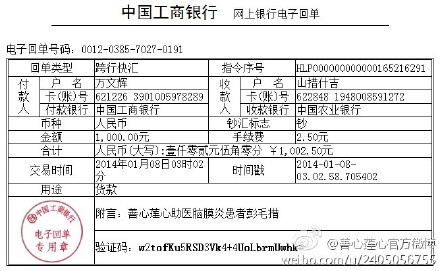 中国工商银行 网上银行电子回单
电子回单号码：0012-0385-7027-0191
回单类型 跨行快汇 指令序号 HLP00000000000165216291
付款人 户名 万文辉 收款人 户名 山措什吉
卡(账)号 621226 3901005978289 卡(账)号 622848 1948008591272
付款银行 中国工商银行 收款银行 中国农业银行
币种 人民币 钞汇标志 钞
金额 1,000.00元 手续费 2.50元
合计 人民币(大写):壹仟零贰元伍角零分 ￥1,002.50元
交易时间 2014年01月08日03时02分 时间戳 2014-01-08-03.02.58.705402
用途 货款
中国工商银行
电子回单
专用章
附言：善心莲心助医脑膜炎患者彭毛措
验证码：w2tofKu5RSD3Vk4+4UoLbrmUwhk
@善心莲心官方微博
weibo.com/u/2405056755